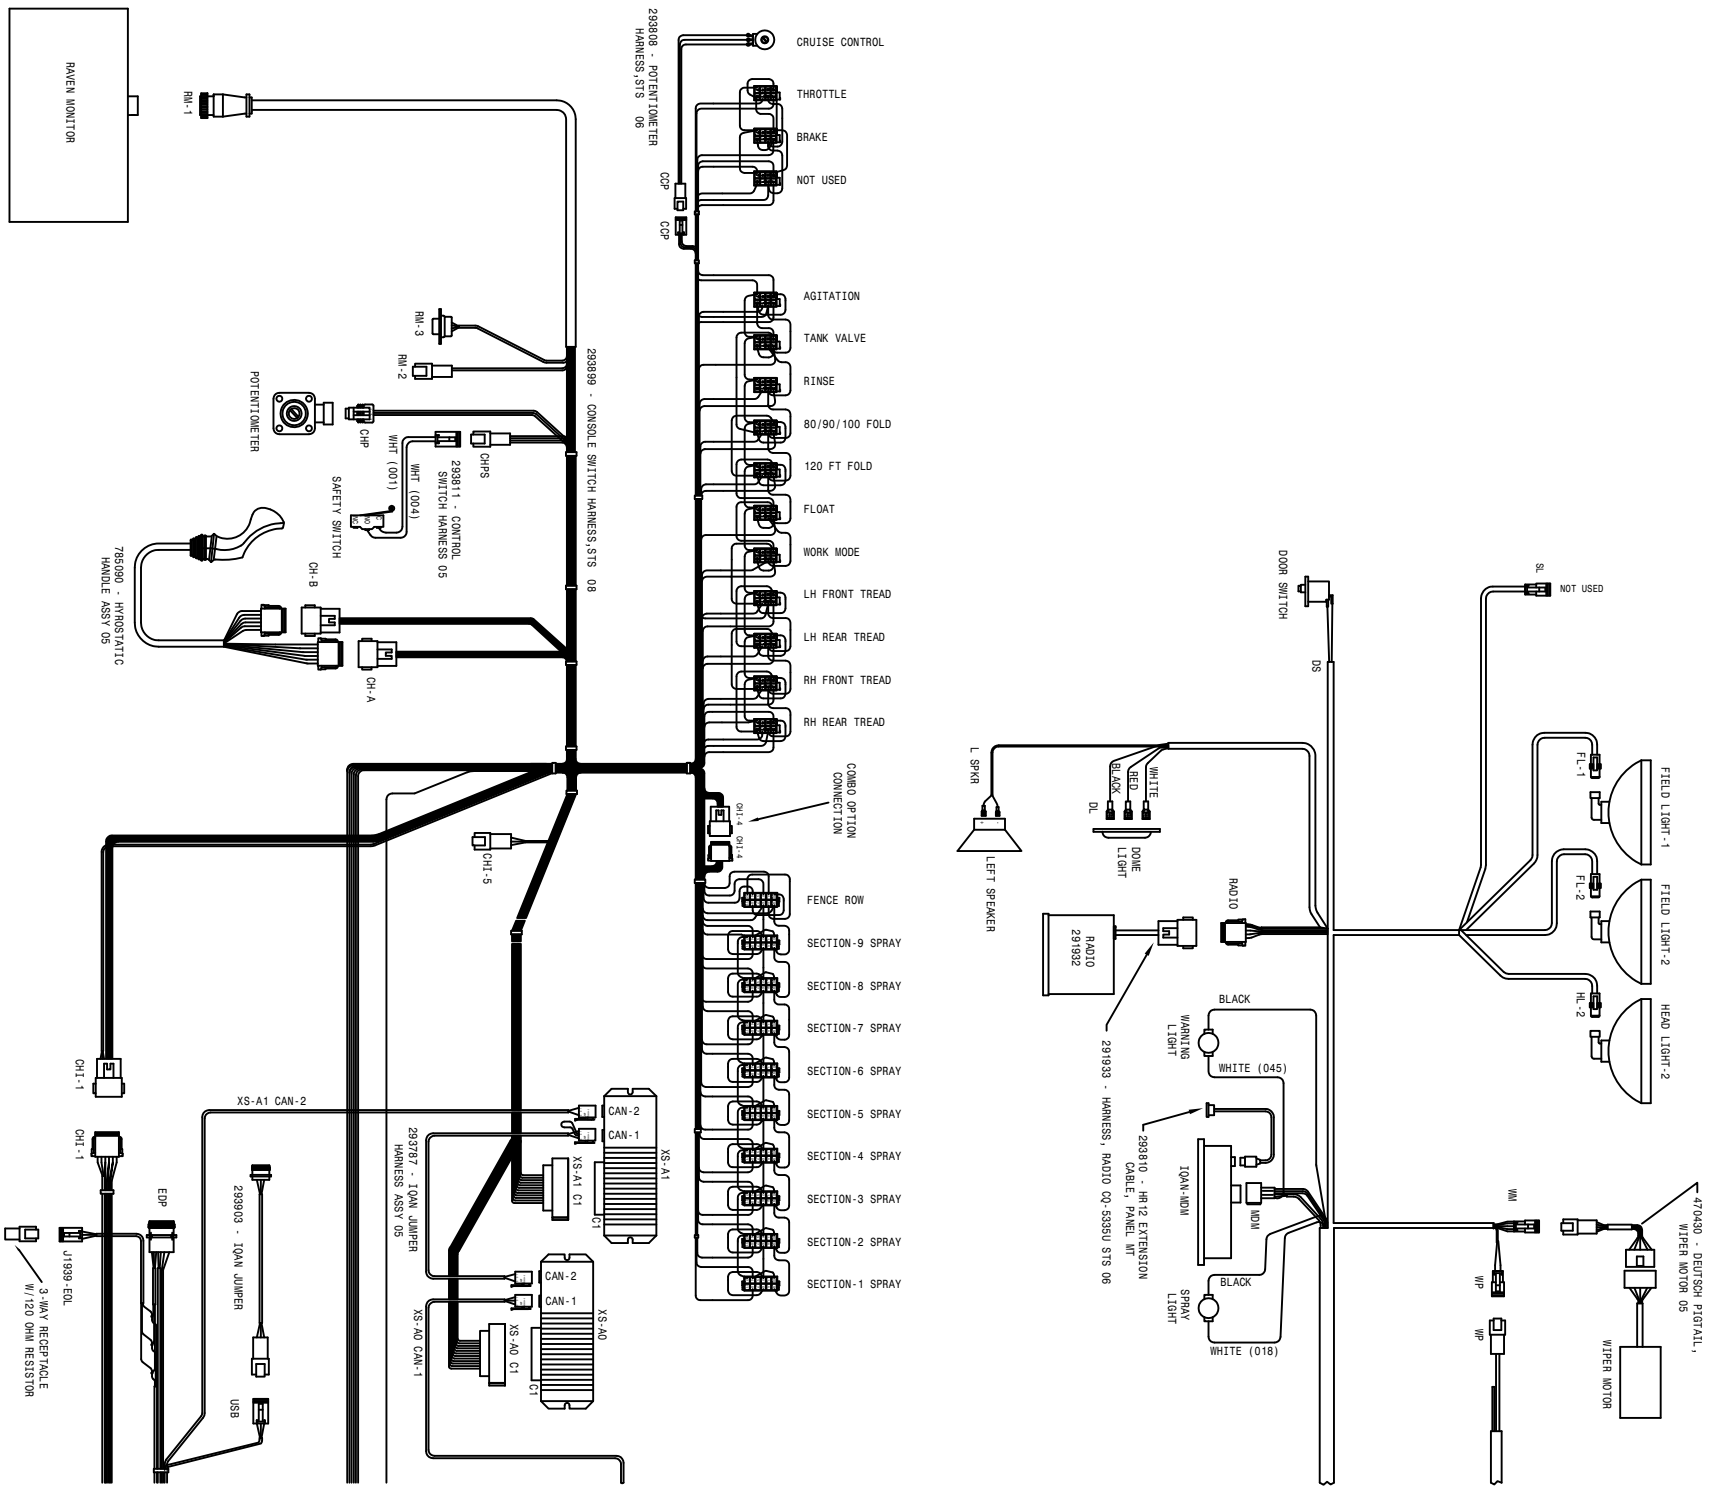 RAVEN MONITOR
RM-1
293808 - POTENTIOMETER
HARNESS,STS 06
CRUISE CONTROL
THROTTLE
BRAKE
NOT USED
CCP
CCP
AGITATION
TANK VALVE
RINSE
80/90/100 FOLD
120 FT FOLD
FLOAT
WORK MODE
LH FRONT TREAD
LH REAR TREAD
RH FRONT TREAD
RH REAR TREAD
RM-3
RM-2
293899 - CONSOLE SWITCH HARNESS,STS 08
POTENTIOMETER
CHP
CHPS
293811 - CONTROL
SWITCH HARNESS 05
WHT (004)
WHT (001)
SAFETY SWITCH
C
NO
NC
785090 - HYROSTATIC
HANDLE ASSY 05
CH-B
CH-A
COMBO OPTION
CONNECTION
CHI-4
CHI-4
CHI-5
FENCE ROW
SECTION-9 SPRAY
SECTION-8 SPRAY
SECTION-7 SPRAY
SECTION-6 SPRAY
SECTION-5 SPRAY
SECTION-4 SPRAY
SECTION-3 SPRAY
SECTION-2 SPRAY
SECTION-1 SPRAY
CHI-1
CHI-1
XS-A1 CAN-2
CAN-2
CAN-1
XS-A1
XS-A1 C1
C1
293787 - IQAN JUMPER
HARNESS ASSY 05
CAN-2
CAN-1
XS-A0
XS-A0 C1
C1
XS-A0 CAN-1
EDP
293903 - IQAN JUMPER
USB
J1939-EOL
3-WAY RECEPTACLE
W/120 OHM RESISTOR
DOOR SWITCH
DS
SL
NOT USED
FL-1
FIELD LIGHT-1
FL-2
FIELD LIGHT-2
HL-2
HEAD LIGHT-2
L SPKR
LEFT SPEAKER
BLACK
RED
WHITE
DL
DOME
LIGHT
RADIO
RADIO
291932
291933 - HARNESS, RADIO CQ-5335U STS 06
BLACK
WARNING
LIGHT
WHITE (045)
293810 - HR12 EXTENSION
CABLE, PANEL MT
IQAN-MDM
MDM
BLACK
SPRAY
LIGHT
WHITE (018)
WM
WP
WP
470430 - DEUTSCH PIGTAIL,
WIPER MOTOR 05
WIPER MOTOR